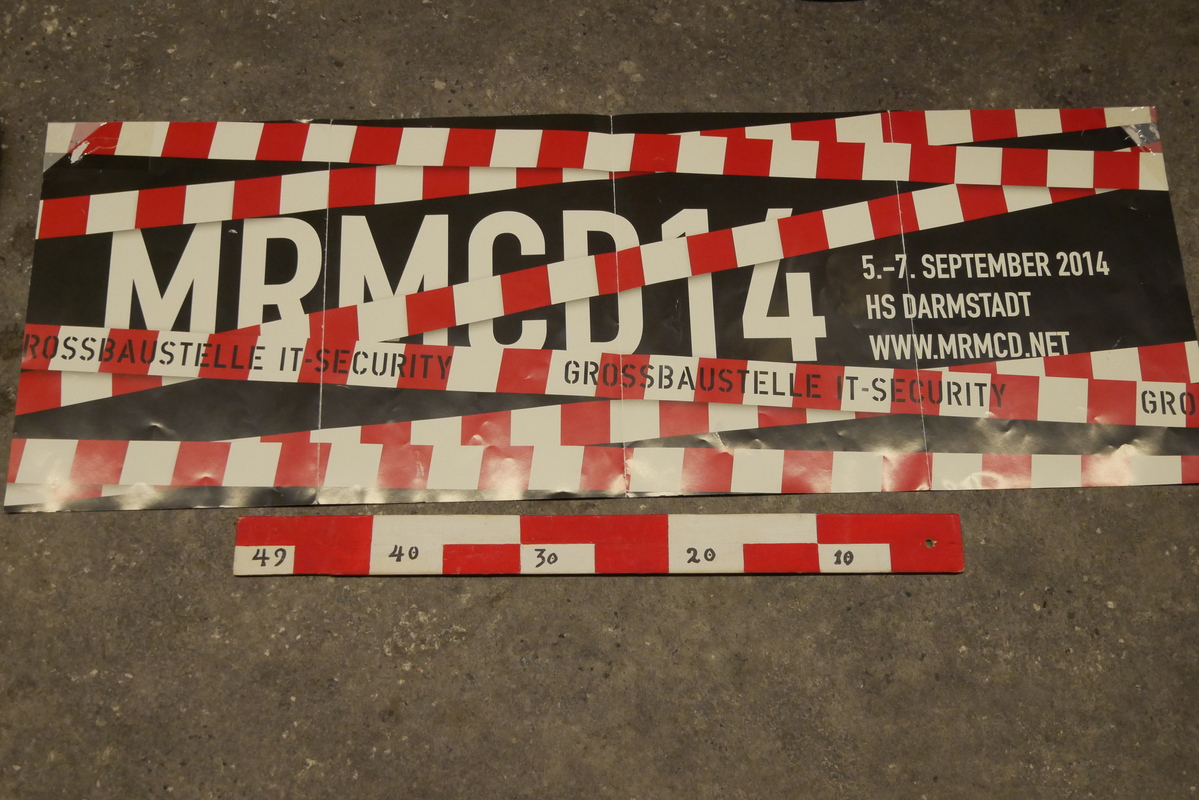 MRMCD14
5.–7. SEPTEMBER 2014
HS DARMSTADT
WWW.MRMCD.NET
ROSSBAUSTELLE IT-SECURITY GROSSBAUSTELLE IT-SECURITY GRO
49 40 30 20 10